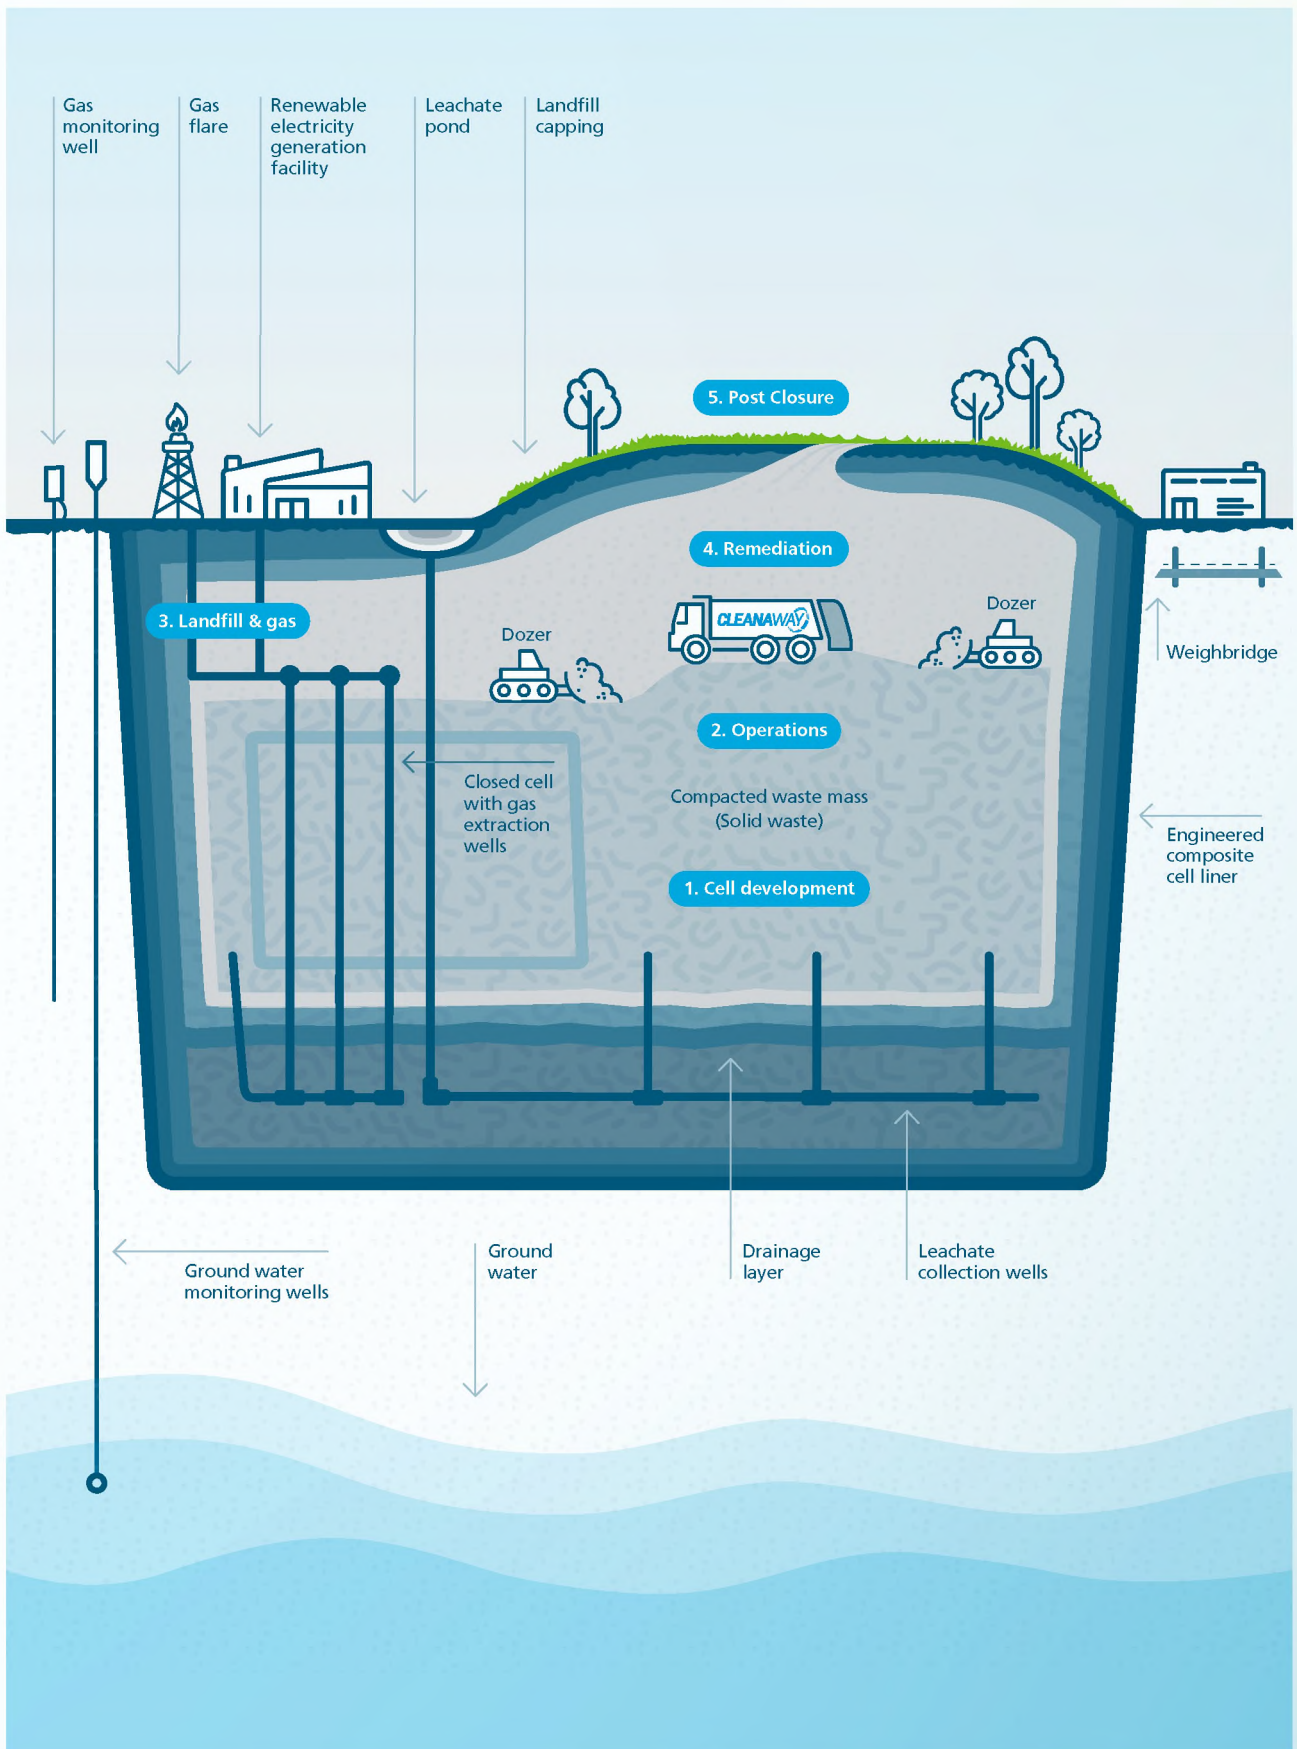 Gas
monitoring
well
Gas
flare
Renewable
electricity
generation
facility
Leachate
pond
Landfill
capping
5. Post Closure
4. Remediation
3. Landfill & gas
Dozer
CLEANAWAY
Dozer
Weighbridge
2. Operations
Closed cell
with gas
extraction
wells
Compacted waste mass
(Solid waste)
Engineered
composite
cell liner
1. Cell development
Ground water
monitoring wells
Ground
water
Drainage
layer
Leachate
collection wells